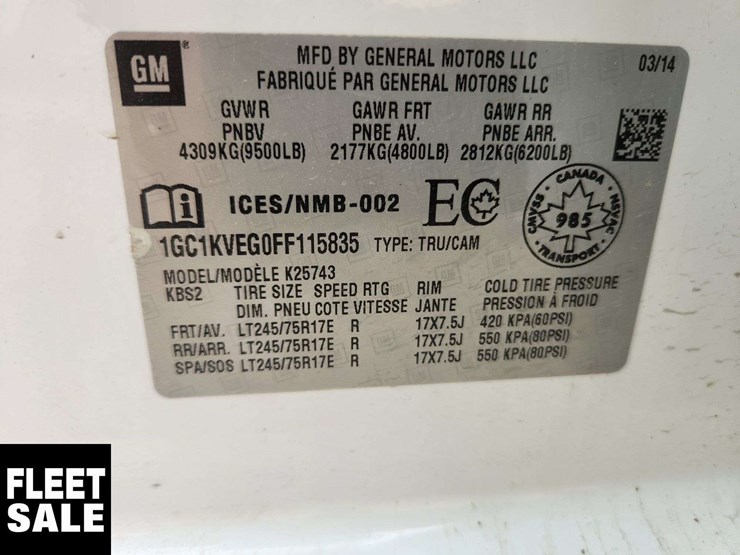 GM
MFD BY GENERAL MOTORS LLC 03/14
FABRIQUÉ PAR GENERAL MOTORS LLC
GVWR GAWR FRT GAWR RR
PNBV PNBE AV. PNBE ARR.
4309KG(9500LB) 2177KG(4800LB) 2812KG(6200LB)
i ICES/NMB-002 EC
CANADA
CMVSS 985 NSVAC
TRANSPORT
1GC1KVEG0FF115835 TYPE: TRU/CAM
MODEL/MODÈLE K25743
KBS2 TIRE SIZE SPEED RTG RIM COLD TIRE PRESSURE
DIM. PNEU COTE VITESSE JANTE PRESSION À FROID
FRT/AV. LT245/75R17E R 17X7.5J 420 KPA(60PSI)
RR/ARR. LT245/75R17E R 17X7.5J 550 KPA(80PSI)
SPA/SOS LT245/75R17E R 17X7.5J 550 KPA(80PSI)
FLEET
SALE